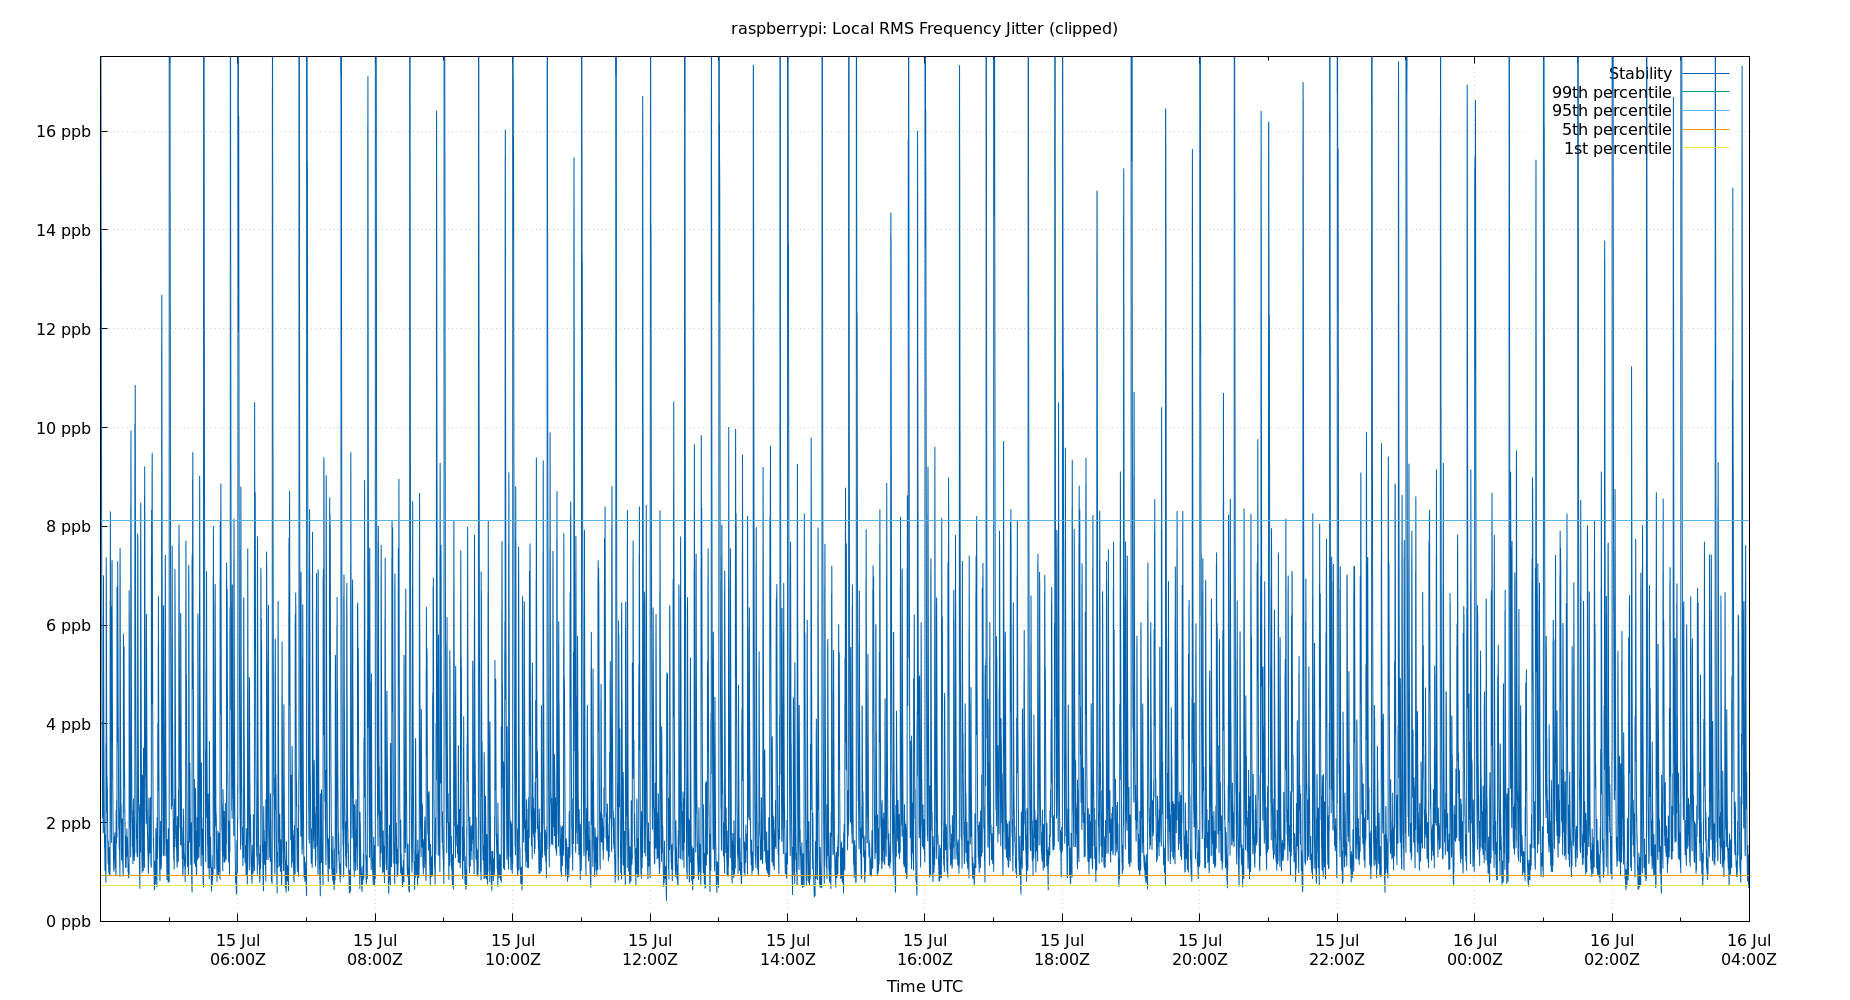 raspberrypi: Local RMS Frequency Jitter (clipped)
Stability
99th percentile
95th percentile
5th percentile
1st percentile
16 ppb
14 ppb
12 ppb
10 ppb
8 ppb
6 ppb
4 ppb
2 ppb
0 ppb
15 Jul 15 Jul 15 Jul 15 Jul 15 Jul 15 Jul 15 Jul 15 Jul 15 Jul 16 Jul 16 Jul 16 Jul
06:00Z 08:00Z 10:00Z 12:00Z 14:00Z 16:00Z 18:00Z 20:00Z 22:00Z 00:00Z 02:00Z 04:00Z
Time UTC